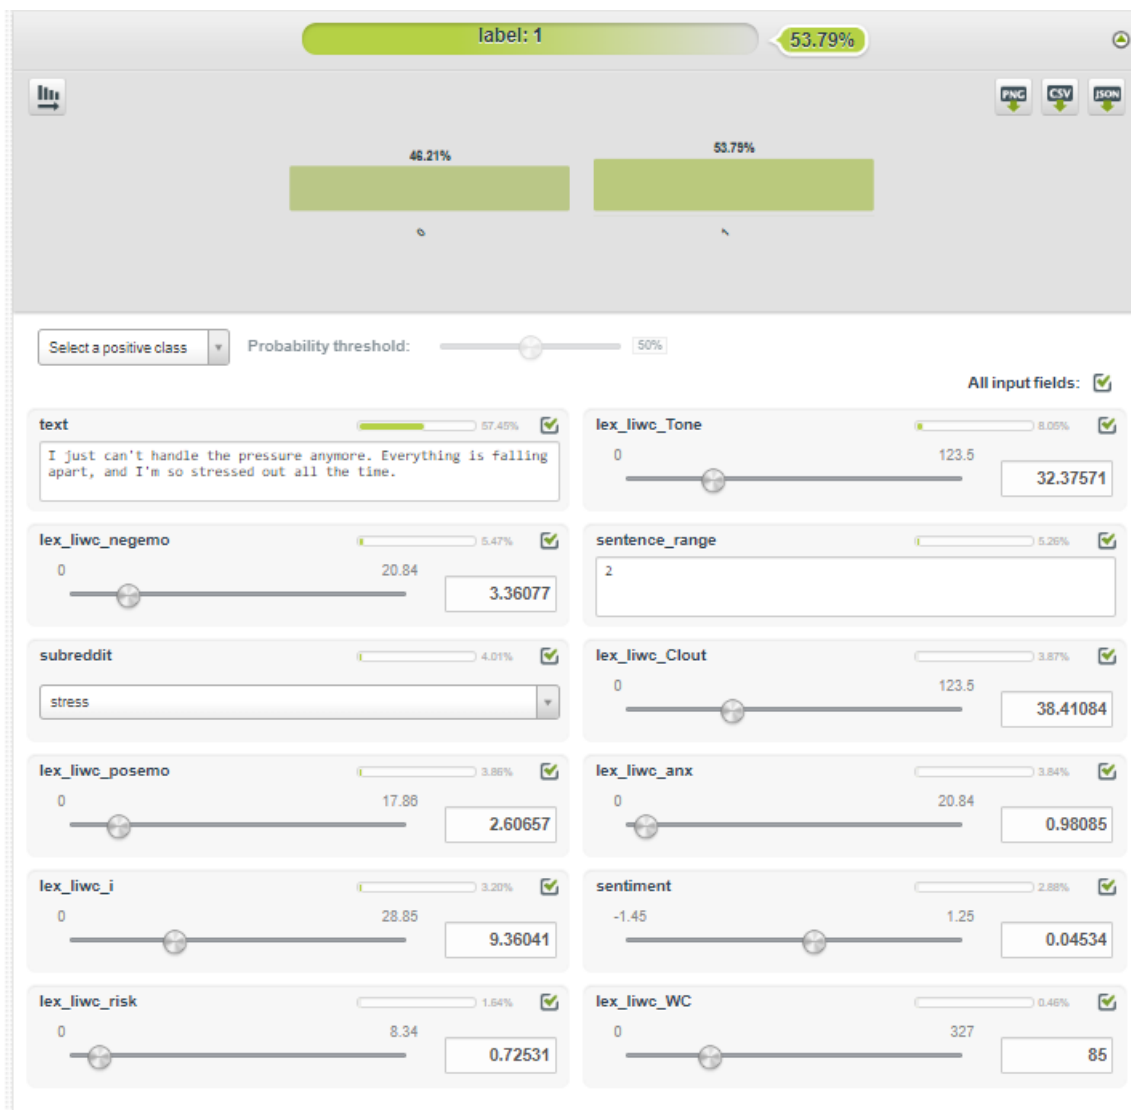 label: 1
53.79%
PNG
CSV
JSON
46.21%
53.79%
0
1
Select a positive class
Probability threshold:
50%
All input fields:
text
57.45%
I just can't handle the pressure anymore. Everything is falling
apart, and I'm so stressed out all the time.
lex_liwc_Tone
8.05%
0
123.5
32.37571
lex_liwc_negemo
5.47%
0
20.84
3.36077
sentence_range
5.26%
2
subreddit
4.01%
stress
lex_liwc_Clout
3.87%
0
123.5
38.41084
lex_liwc_posemo
3.86%
0
17.86
2.60657
lex_liwc_anx
3.84%
0
20.84
0.98085
lex_liwc_i
3.20%
0
28.85
9.36041
sentiment
2.88%
-1.45
1.25
0.04534
lex_liwc_risk
1.64%
0
8.34
0.72531
lex_liwc_WC
0.46%
0
327
85